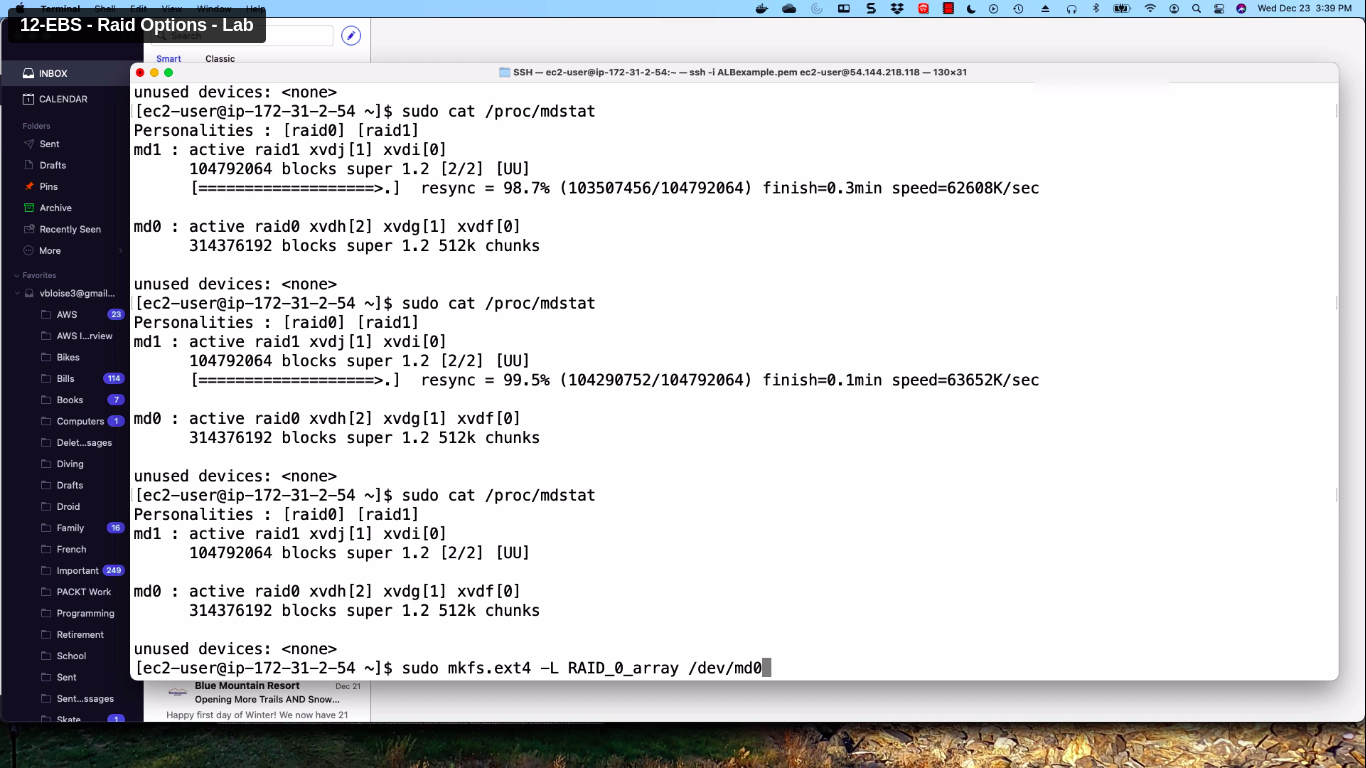 Terminal Shell Edit View Window Help
Wed Dec 23 3:39 PM
12-EBS - Raid Options - Lab
Search
Smart Classic
INBOX
CALENDAR
Folders
Sent
Drafts
Pins
Archive
Recently Seen
More
Favorites
vbloise3@gmail...
AWS 23
AWS I...rview
Bikes
Bills 114
Books 7
Computers 1
Delet...sages
Diving
Drafts
Droid
Family 16
French
Important 249
PACKT Work
Programming
Retirement
School
Sent
Sent...ssages
Skate 1
SSH — ec2-user@ip-172-31-2-54:~ — ssh -i ALBexample.pem ec2-user@54.144.218.118 — 130×31
unused devices: <none>
[ec2-user@ip-172-31-2-54 ~]$ sudo cat /proc/mdstat
Personalities : [raid0] [raid1]
md1 : active raid1 xvdj[1] xvdi[0]
104792064 blocks super 1.2 [2/2] [UU]
[===================>.] resync = 98.7% (103507456/104792064) finish=0.3min speed=62608K/sec
md0 : active raid0 xvdh[2] xvdg[1] xvdf[0]
314376192 blocks super 1.2 512k chunks
unused devices: <none>
[ec2-user@ip-172-31-2-54 ~]$ sudo cat /proc/mdstat
Personalities : [raid0] [raid1]
md1 : active raid1 xvdj[1] xvdi[0]
104792064 blocks super 1.2 [2/2] [UU]
[===================>.] resync = 99.5% (104290752/104792064) finish=0.1min speed=63652K/sec
md0 : active raid0 xvdh[2] xvdg[1] xvdf[0]
314376192 blocks super 1.2 512k chunks
unused devices: <none>
[ec2-user@ip-172-31-2-54 ~]$ sudo cat /proc/mdstat
Personalities : [raid0] [raid1]
md1 : active raid1 xvdj[1] xvdi[0]
104792064 blocks super 1.2 [2/2] [UU]
md0 : active raid0 xvdh[2] xvdg[1] xvdf[0]
314376192 blocks super 1.2 512k chunks
unused devices: <none>
[ec2-user@ip-172-31-2-54 ~]$ sudo mkfs.ext4 -L RAID_0_array /dev/md0
Blue Mountain Resort Dec 21
Opening More Trails AND Snow...
Happy first day of Winter! We now have 21